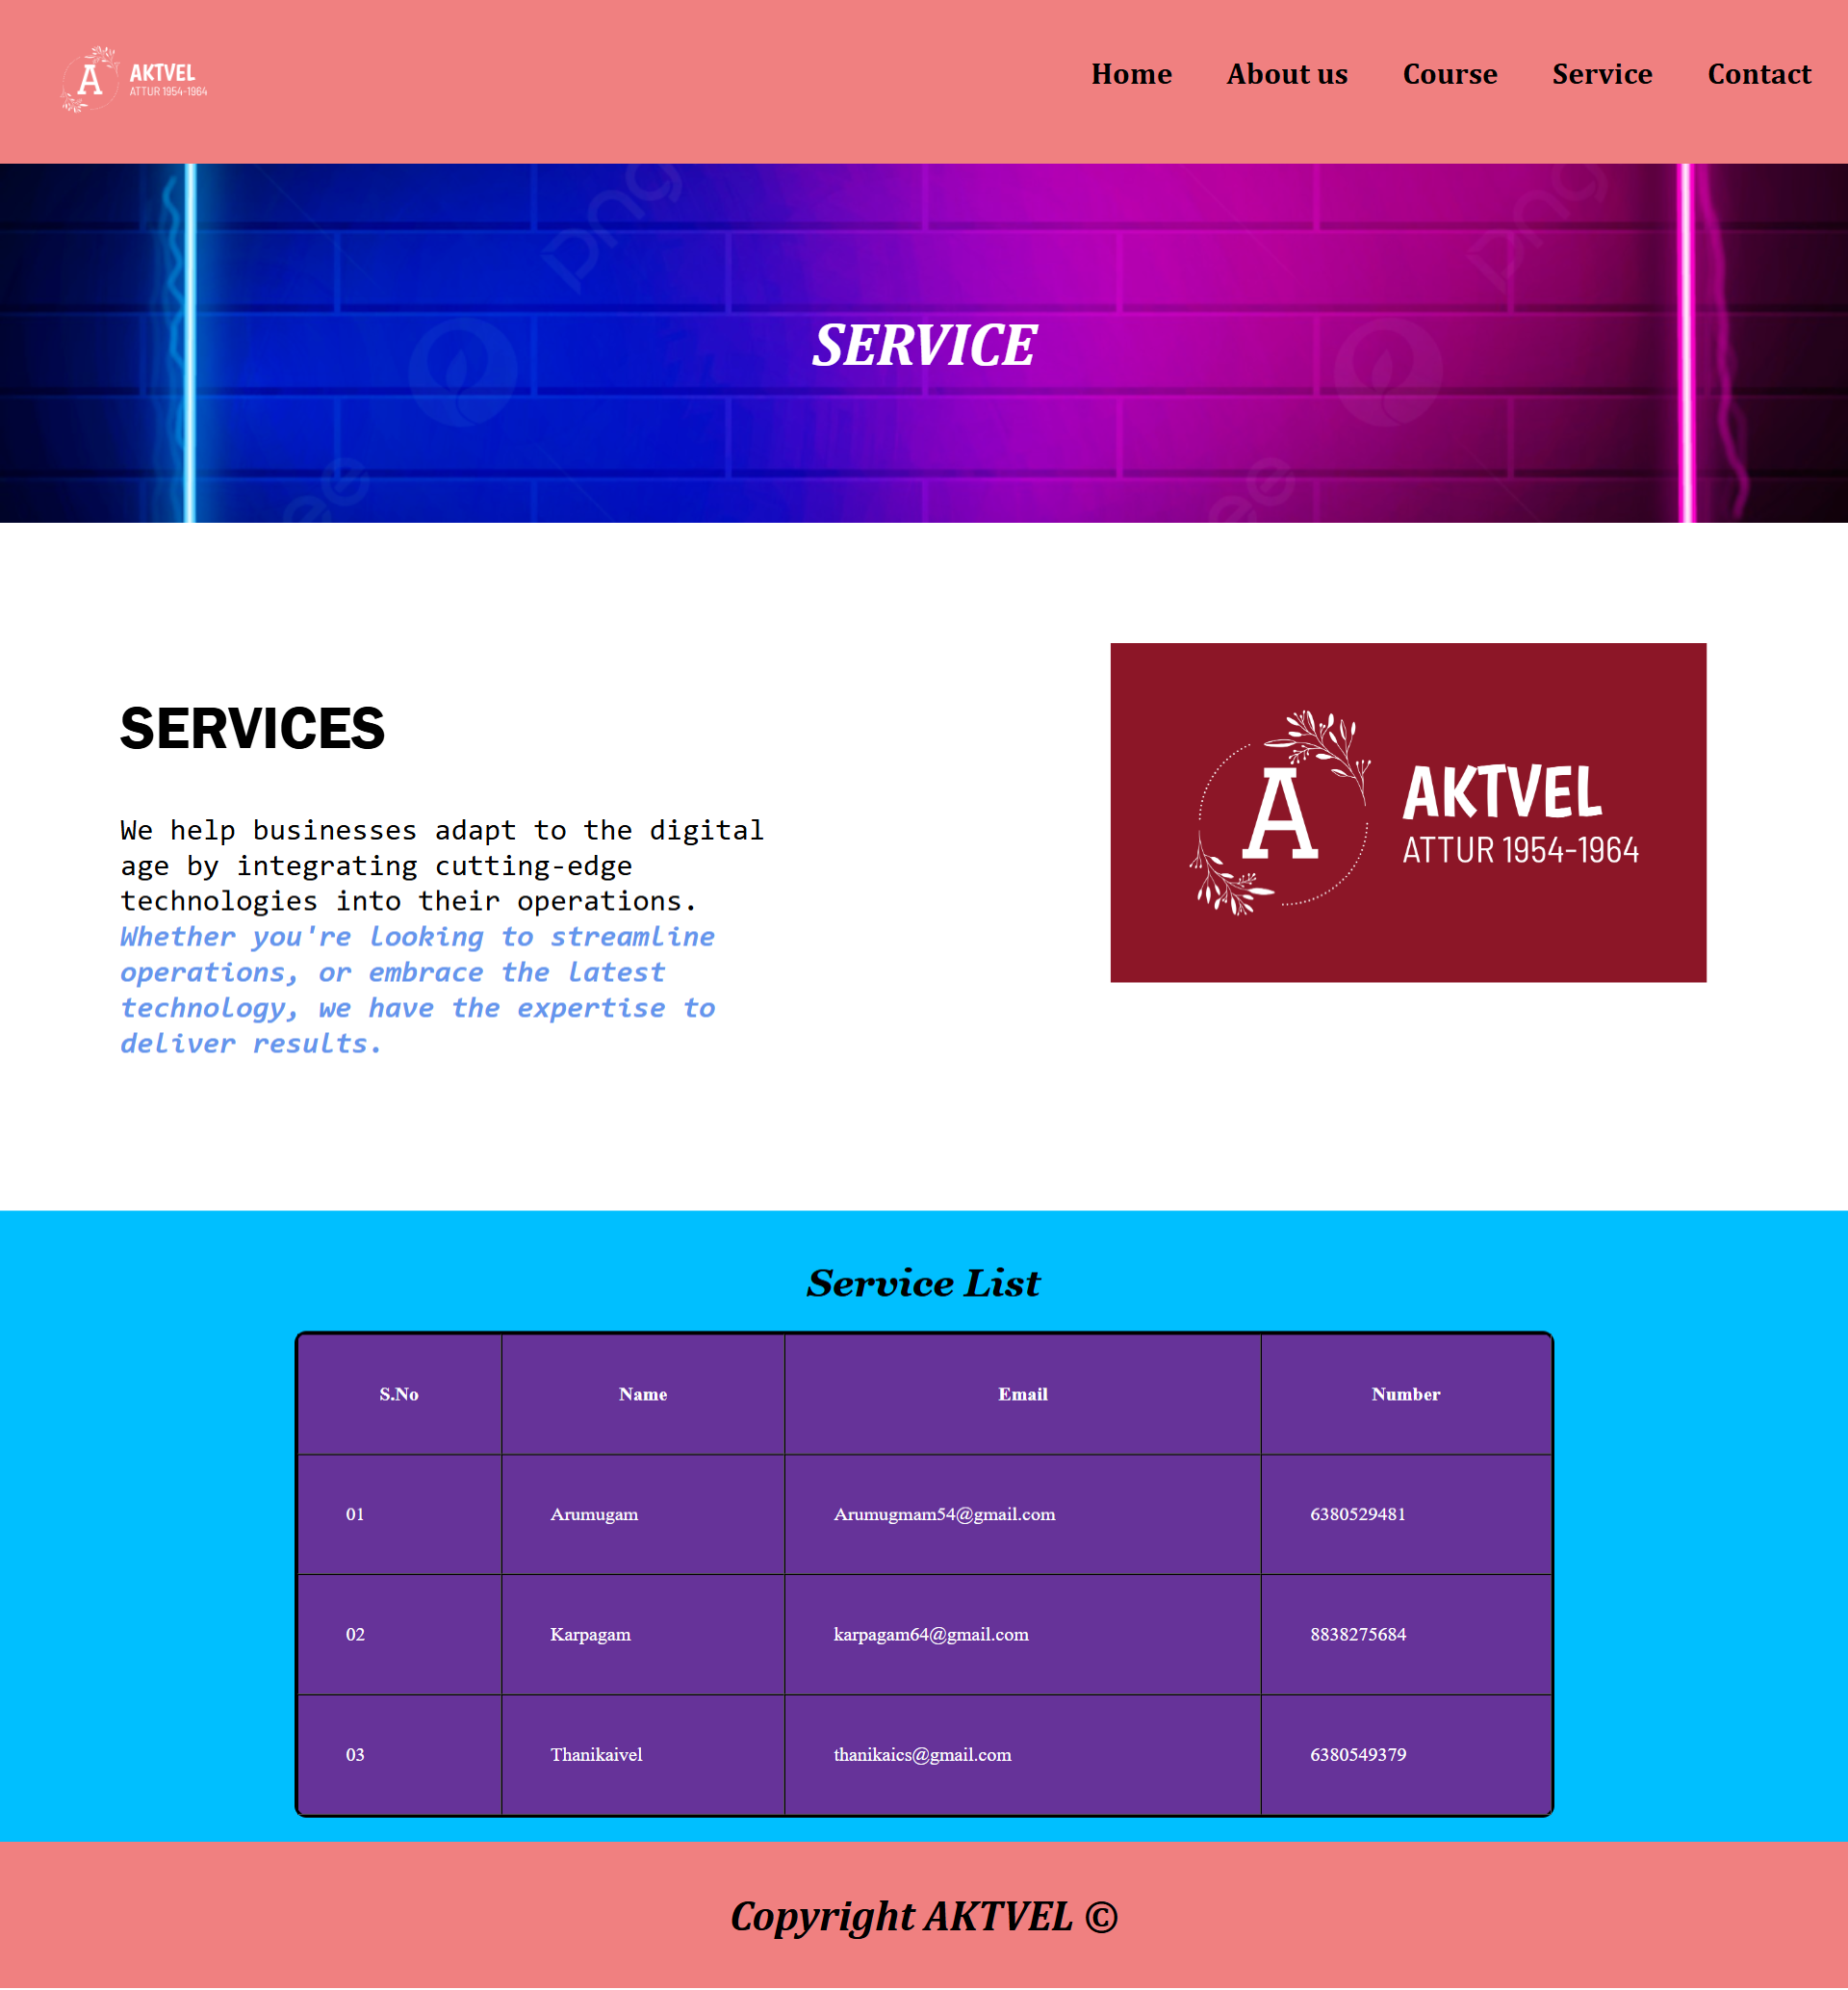 A
AKTVEL
ATTUR 1954-1964
Home About us Course Service Contact
png
png
SERVICE
ee
ee
SERVICES
We help businesses adapt to the digital
age by integrating cutting-edge
technologies into their operations.
Whether you're looking to streamline
operations, or embrace the latest
technology, we have the expertise to
deliver results.
A
AKTVEL
ATTUR 1954-1964
Service List
S.No Name Email Number
01 Arumugam Arumugmam54@gmail.com 6380529481
02 Karpagam karpagam64@gmail.com 8838275684
03 Thanikaivel thanikaics@gmail.com 6380549379
Copyright AKTVEL ©